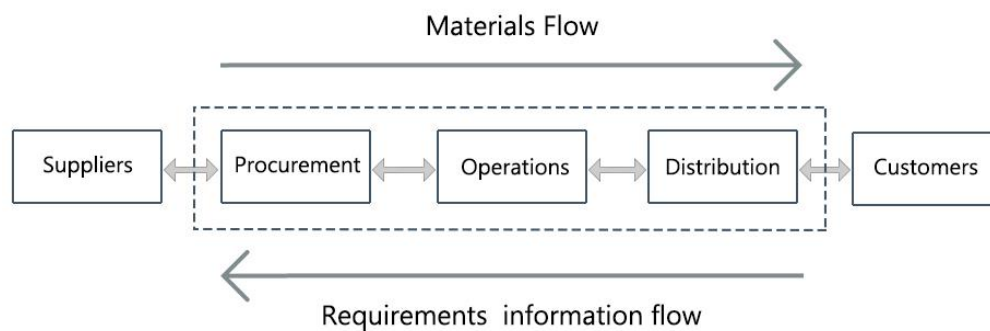 Materials Flow
Suppliers
Procurement
Operations
Distribution
Customers
Requirements information flow